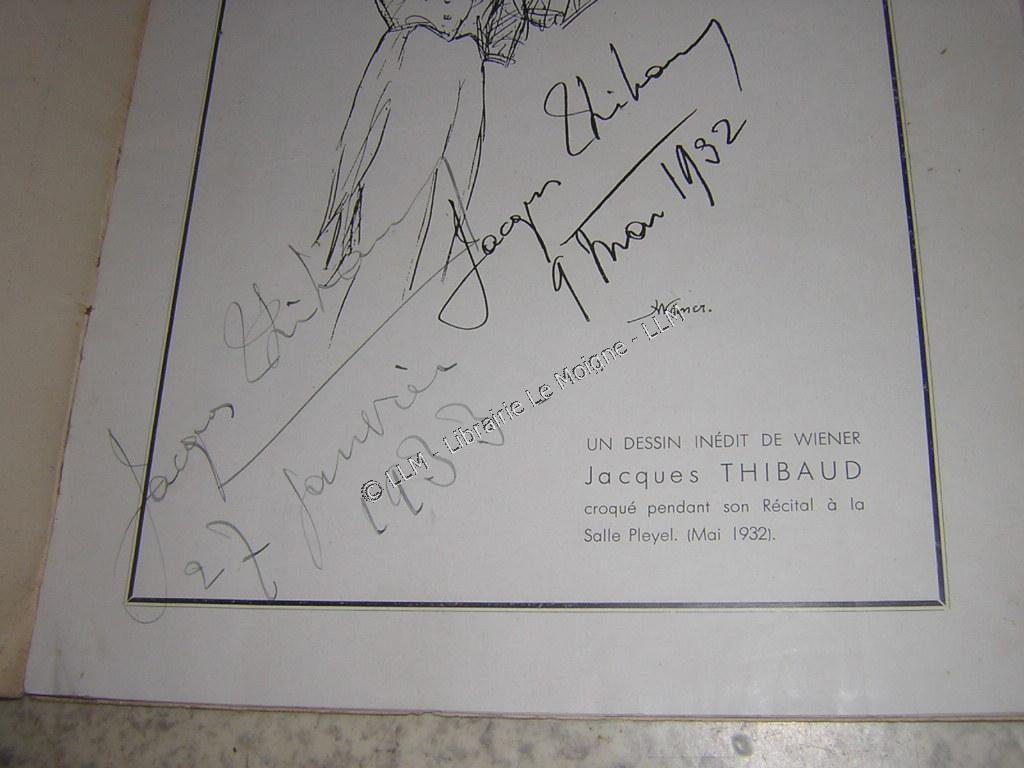 Jacques Thibaud
9 Mai 1932
Wiener.
Jacques Thibaud
27 Janvier
1933
© LLM - Librairie Le Moigne - LLM
UN DESSIN INÉDIT DE WIENER
Jacques THIBAUD
croqué pendant son Récital à la
Salle Pleyel. (Mai 1932).